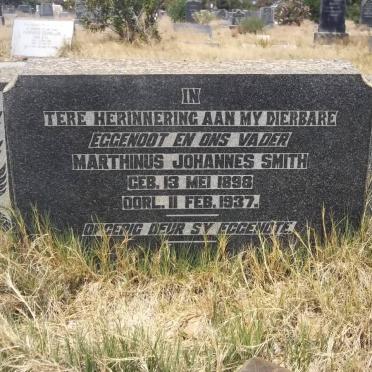 IN
TERE HERINNERING AAN MY DIERBARE
EGGENOOT EN ONS VADER
MARTHINUS JOHANNES SMITH
GEB. 13 MEI 1898
OORL. 11 FEB. 1937.
OPGERIG DEUR SY EGGENOTE